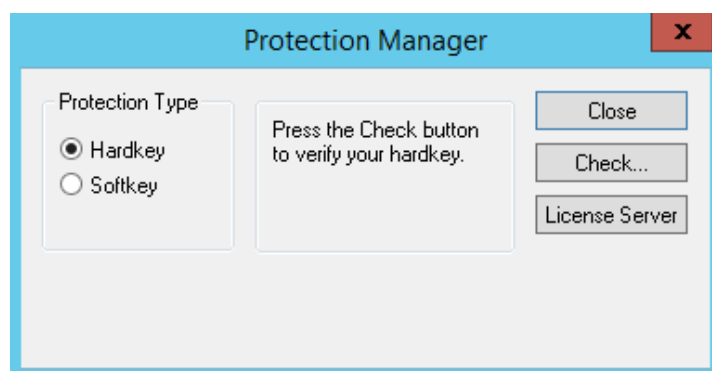 Protection Manager
x
Protection Type
Hardkey
Softkey
Press the Check button
to verify your hardkey.
Close
Check...
License Server